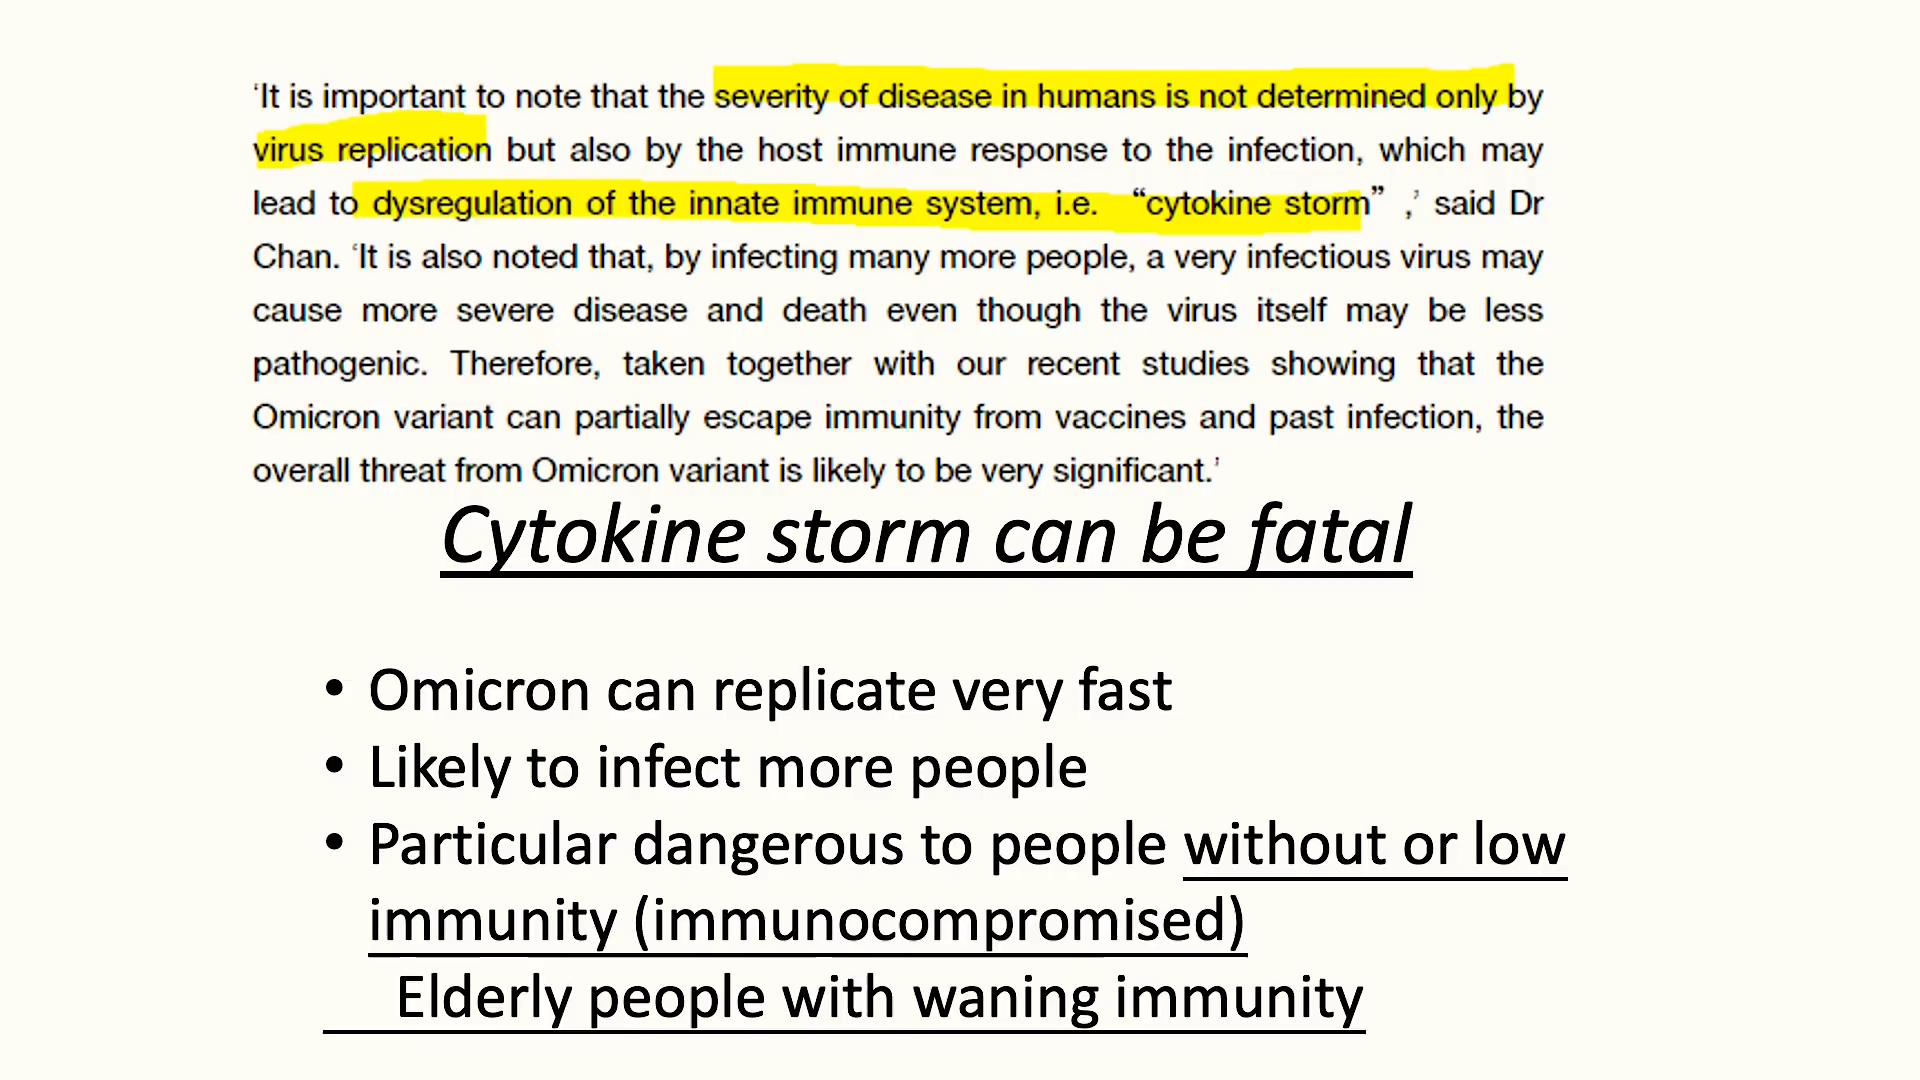 ‘It is important to note that the severity of disease in humans is not determined only by
virus replication but also by the host immune response to the infection, which may
lead to dysregulation of the innate immune system, i.e. “cytokine storm” ,’ said Dr
Chan. ‘It is also noted that, by infecting many more people, a very infectious virus may
cause more severe disease and death even though the virus itself may be less
pathogenic. Therefore, taken together with our recent studies showing that the
Omicron variant can partially escape immunity from vaccines and past infection, the
overall threat from Omicron variant is likely to be very significant.’
Cytokine storm can be fatal
• Omicron can replicate very fast
• Likely to infect more people
• Particular dangerous to people without or low
immunity (immunocompromised)
Elderly people with waning immunity